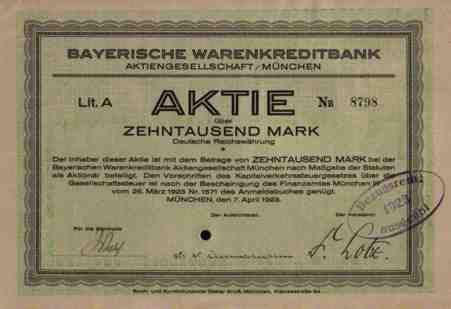 BAYERISCHE WARENKREDITBANK
AKTIENGESELLSCHAFT / MÜNCHEN
Lit. A AKTIE № 8798
über
ZEHNTAUSEND MARK
Deutsche Reichswährung
Der Inhaber dieser Aktie ist mit dem Betrage von ZEHNTAUSEND MARK bei der
Bayerischen Warenkreditbank Aktiengesellschaft München nach Maßgabe der Statuten
als Aktionär beteiligt. Den Vorschriften des Kapitalverkehrssteuergesetzes über die
Gesellschaftssteuer ist nach der Bescheinigung des Finanzamtes München
vom 26. März 1923 Nr. 1571 des Anmeldebuches genügt.
MÜNCHEN, den 7. April 1923.
Der Aufsichtsrat: Der Vorstand:
Für die Kontrolle
1923